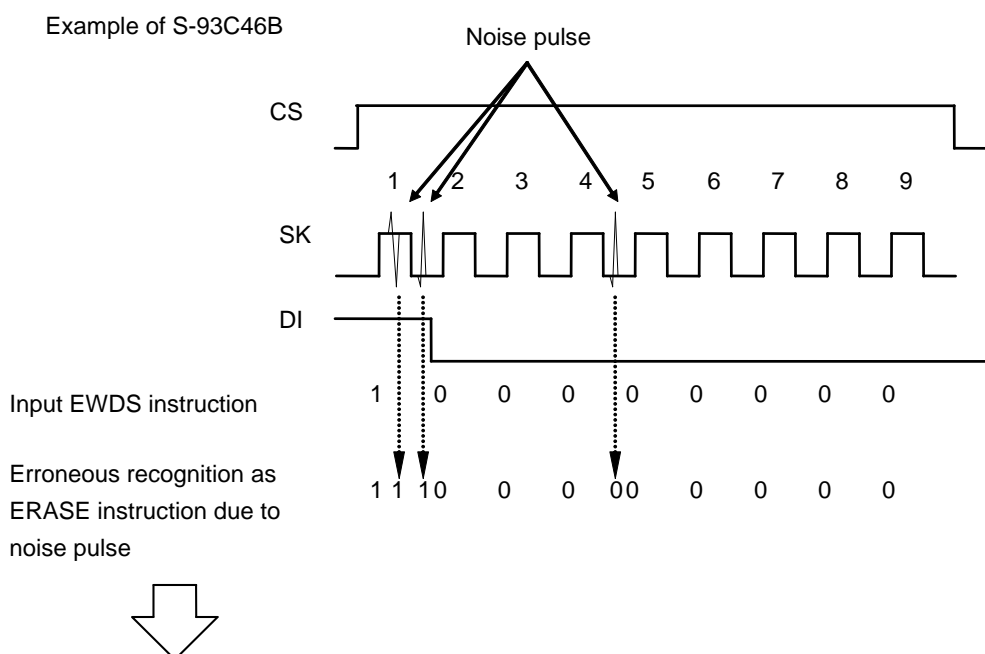 Example of S-93C46B
Noise pulse
CS
1 2 3 4 5 6 7 8 9
SK
DI
Input EWDS instruction
1 0 0 0 0 0 0 0 0
Erroneous recognition as
ERASE instruction due to
noise pulse
1 1 1 0 0 0 0 0 0 0 0 0